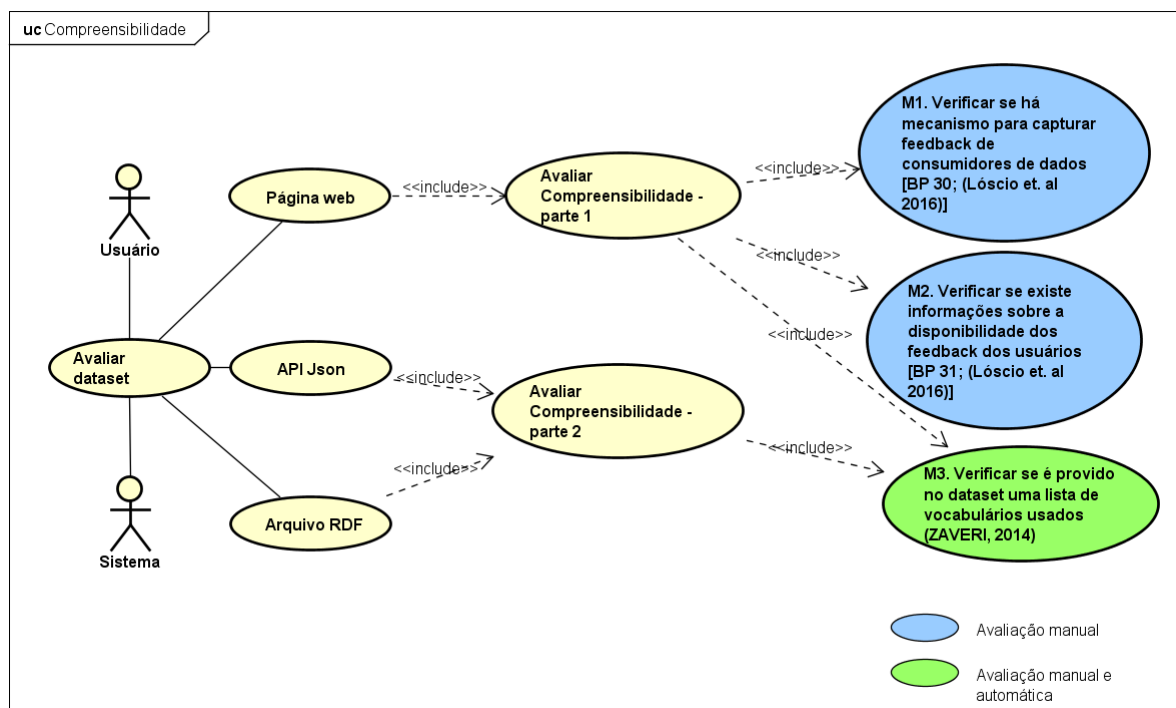 uc Compreensibilidade
M1. Verificar se há
mecanismo para capturar
feedback de
consumidores de dados
[BP 30; (Lóscio et. al
2016)]
Usuário
Página web
<<include>>
Avaliar
Compreensibilidade -
parte 1
<<include>>
<<include>>
<<include>>
M2. Verificar se existe
informações sobre a
disponibilidade dos
feedback dos usuários
[BP 31; (Lóscio et. al
2016)]
Avaliar
dataset
API Json
<<include>>
Avaliar
Compreensibilidade -
parte 2
<<include>>
<<include>>
M3. Verificar se é provido
no dataset uma lista de
vocabulários usados
(ZAVERI, 2014)
Arquivo RDF
Sistema
Avaliação manual
Avaliação manual e
automática